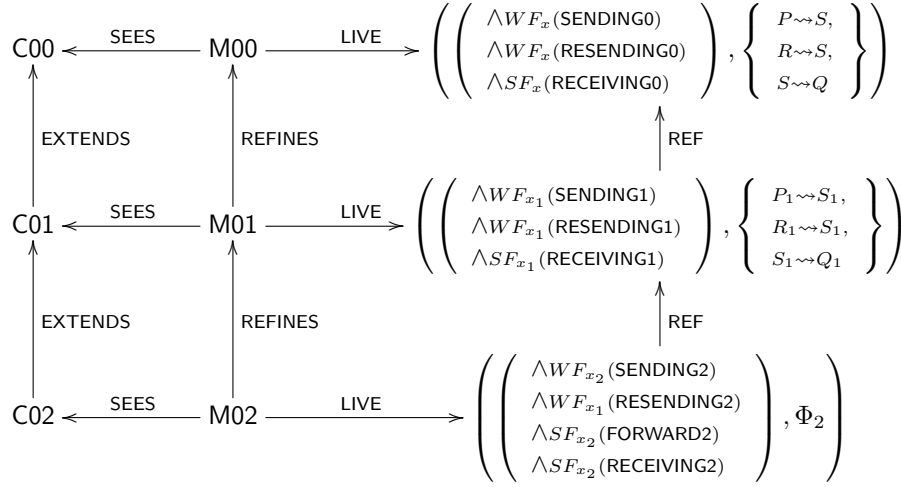 ∧WF_x(SENDING0)
C00 SEES M00 LIVE ( ( ∧WF_x(RESENDING0) ) , { P⇝S, R⇝S, S⇝Q } )
∧SF_x(RECEIVING0)
EXTENDS REFINES REF
∧WF_{x_1}(SENDING1)
C01 SEES M01 LIVE ( ( ∧WF_{x_1}(RESENDING1) ) , { P_1⇝S_1, R_1⇝S_1, S_1⇝Q_1 } )
∧SF_{x_1}(RECEIVING1)
EXTENDS REFINES REF
∧WF_{x_2}(SENDING2)
∧WF_{x_1}(RESENDING2)
C02 SEES M02 LIVE ( ( ) , Φ_2 )
∧SF_{x_2}(FORWARD2)
∧SF_{x_2}(RECEIVING2)